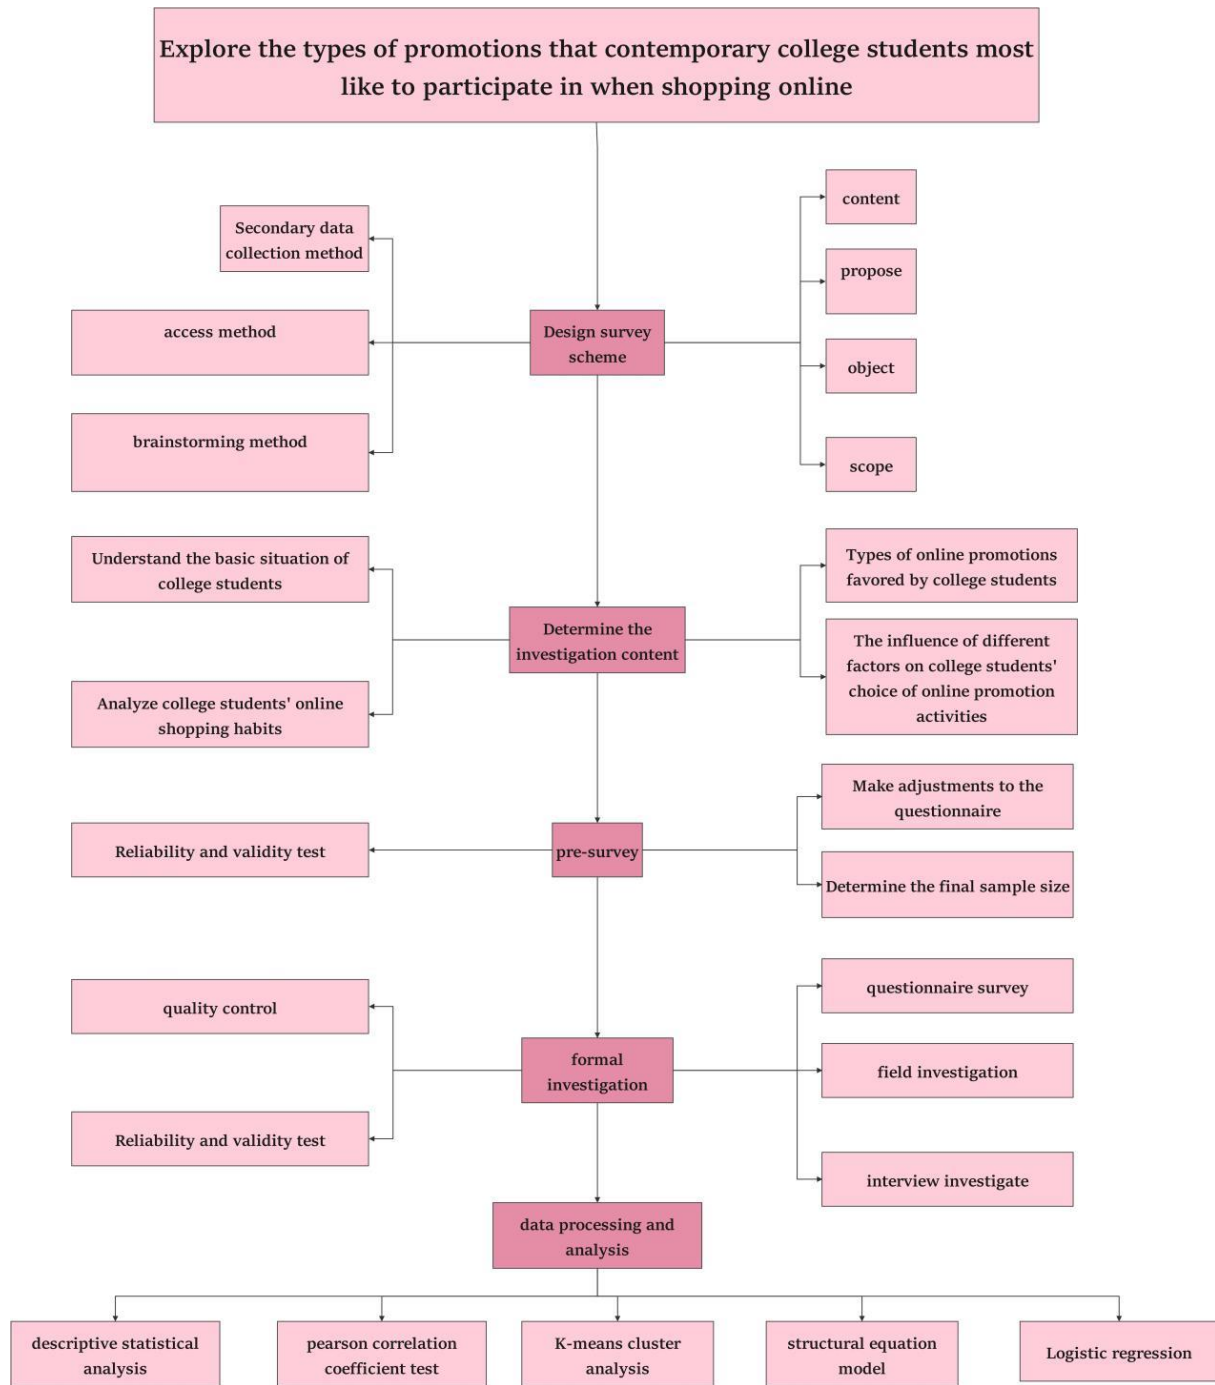 Explore the types of promotions that contemporary college students most
like to participate in when shopping online
content
Secondary data
collection method
propose
access method
Design survey
scheme
object
brainstorming method
scope
Understand the basic situation of
college students
Types of online promotions
favored by college students
Determine the
investigation content
The influence of different
factors on college students'
choice of online promotion
activities
Analyze college students' online
shopping habits
Make adjustments to the
questionnaire
Reliability and validity test
pre-survey
Determine the final sample size
quality control
questionnaire survey
formal
investigation
field investigation
Reliability and validity test
interview investigate
data processing and
analysis
descriptive statistical
analysis
pearson correlation
coefficient test
K-means cluster
analysis
structural equation
model
Logistic regression